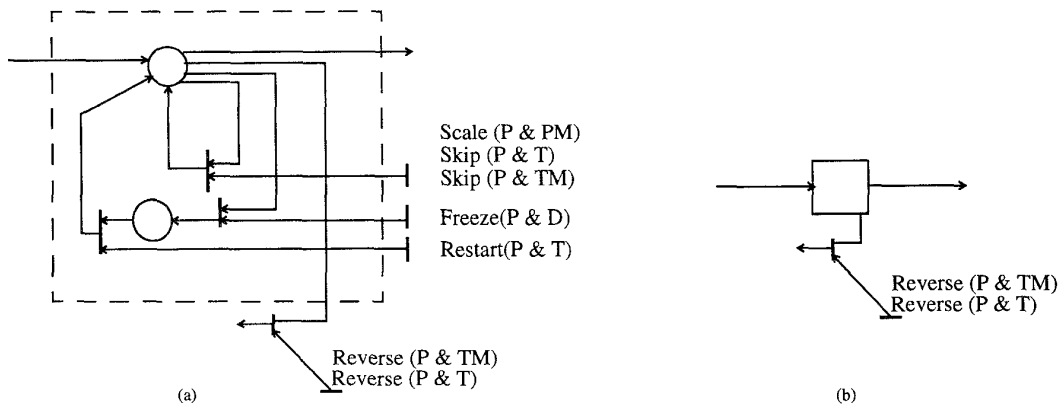 Scale (P & PM)
Skip (P & T)
Skip (P & TM)
Freeze(P & D)
Restart(P & T)
Reverse (P & TM)
Reverse (P & T)
(a)
Reverse (P & TM)
Reverse (P & T)
(b)